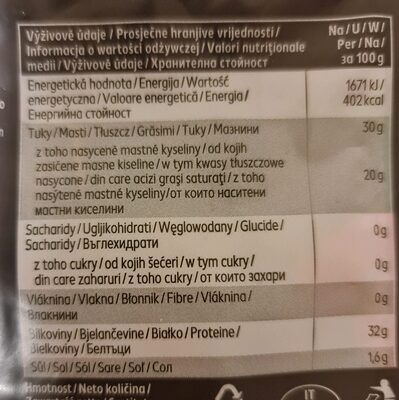 Výživové údaje / Prosječne hranjive vrijednosti /
Informacja o wartości odżywczej / Valori nutriţionale
medii / Výživové údaje / Хранителна стойност
Na / U / W /
Per / Na /
за 100 g
Energetická hodnota / Energija / Wartość
energetyczna / Valoare energetică / Energia /
Енергийна стойност
1671 kJ /
402 kcal
Tuky / Masti / Tłuszcz / Grăsimi / Tuky / Мазнини
30 g
z toho nasycené mastné kyseliny / od kojih
zasićene masne kiseline / w tym kwasy tłuszczowe
nasycone / din care acizi graşi saturaţi / z toho
nasýtené mastné kyseliny / от които наситени
мастни киселини
20 g
Sacharidy / Ugljikohidrati / Węglowodany / Glucide /
Sacharidy / Въглехидрати
0 g
z toho cukry / od kojih šećeri / w tym cukry /
din care zaharuri / z toho cukry / от които захари
0 g
Vláknina / Vlakna / Błonnik / Fibre / Vláknina /
Влакнини
0 g
Bílkoviny / Bjelančevine / Białko / Proteine /
Bielkoviny / Белтъци
32 g
Sůl / Sol / Sól / Sare / Soľ / Сол
1,6 g
Hmotnost / Neto količina /
IT